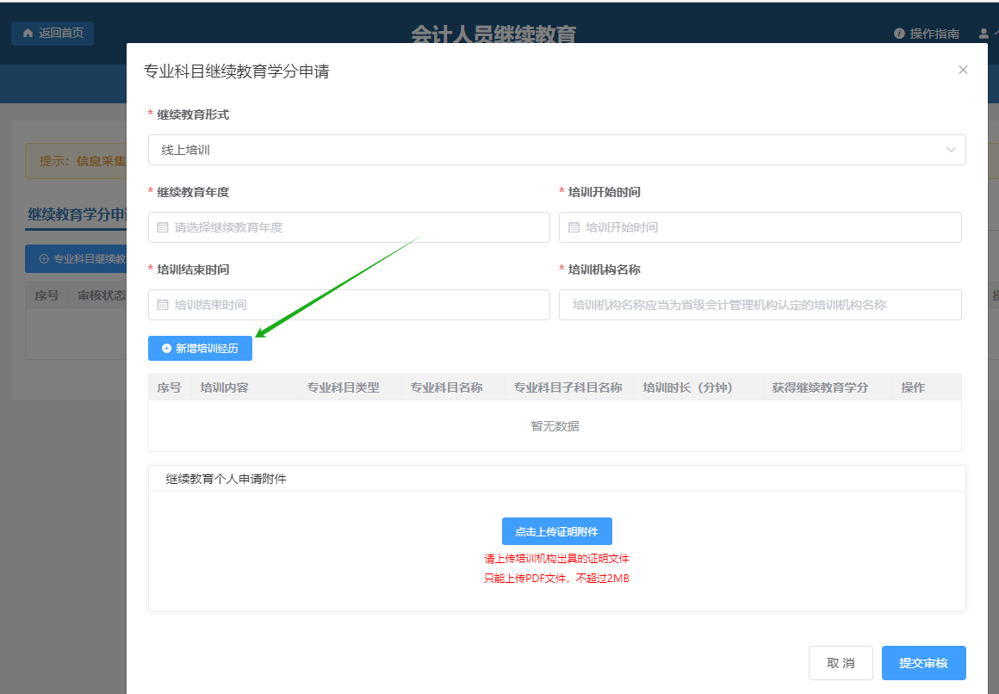 返回首页
会计人员继续教育
操作指南
专业科目继续教育学分申请
提示：信息采集
继续教育学分申
专业科目继续教
序号 审核状态
* 继续教育形式
线上培训
* 继续教育年度 * 培训开始时间
请选择继续教育年度 培训开始时间
* 培训结束时间 * 培训机构名称
培训结束时间 培训机构名称应当为省级会计管理机构认定的培训机构名称
新增培训经历
序号 培训内容 专业科目类型 专业科目名称 专业科目子科目名称 培训时长（分钟） 获得继续教育学分 操作
暂无数据
继续教育个人申请附件
点击上传证明附件
请上传培训机构出具的证明文件
只能上传PDF文件，不超过2MB
取 消 提交审核